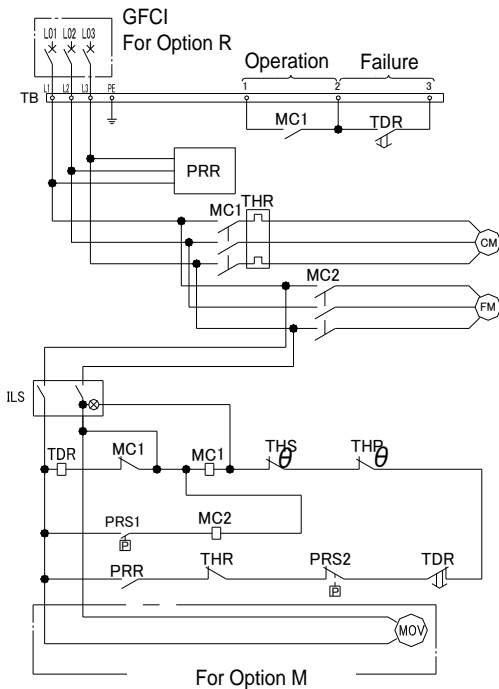 GFCI
For Option R
L01 L02 L03
Operation Failure
TB L1 L2 L3 PE 1 2 3
MC1 TDR
PRR
MC1 THR
CM
MC2
FM
ILS
TDR MC1 MC1 THS THP
θ θ
PRS1 MC2
P
PRR THR PRS2 TDR
P
MOV
For Option M